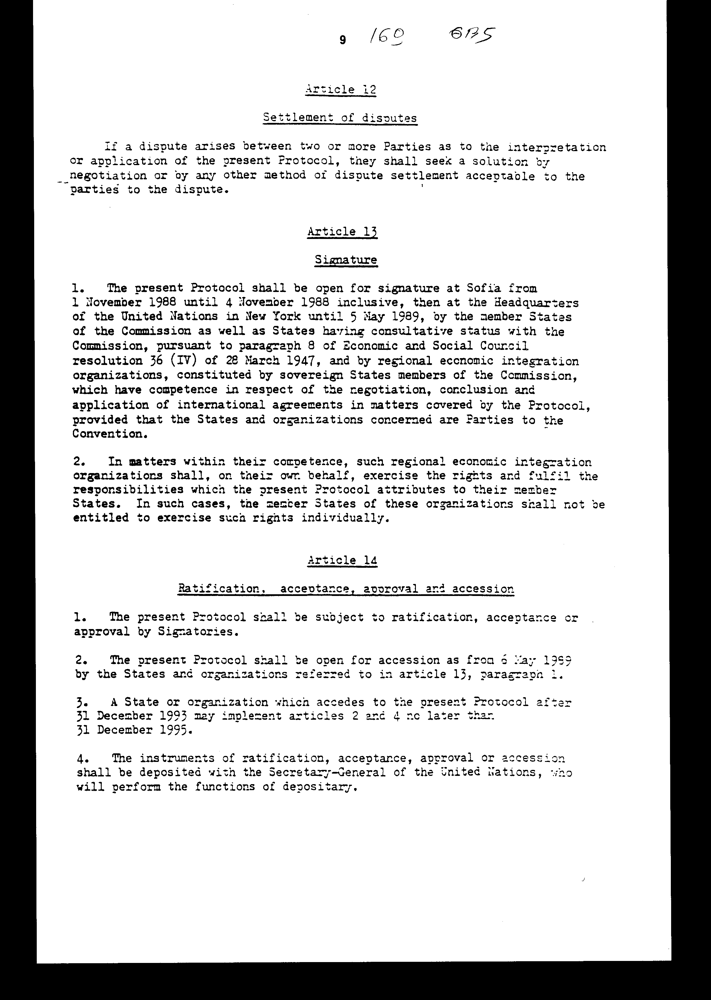 9 160
Article 12
Settlement of disputes
If a dispute arises between two or more Parties as to the interpretation
or application of the present Protocol, they shall seek a solution by
negotiation or by any other method of dispute settlement acceptable to the
parties to the dispute.
Article 13
Signature
1. The present Protocol shall be open for signature at Sofia from
1 November 1988 until 4 November 1988 inclusive, then at the Headquarters
of the United Nations in New York until 5 May 1989, by the member States
of the Commission as well as States having consultative status with the
Commission, pursuant to paragraph 8 of Economic and Social Council
resolution 36 (IV) of 28 March 1947, and by regional economic integration
organizations, constituted by sovereign States members of the Commission,
which have competence in respect of the negotiation, conclusion and
application of international agreements in matters covered by the Protocol,
provided that the States and organizations concerned are Parties to the
Convention.
2. In matters within their competence, such regional economic integration
organizations shall, on their own behalf, exercise the rights and fulfil the
responsibilities which the present Protocol attributes to their member
States. In such cases, the member States of these organizations shall not be
entitled to exercise such rights individually.
Article 14
Ratification, acceptance, approval and accession
1. The present Protocol shall be subject to ratification, acceptance or
approval by Signatories.
2. The present Protocol shall be open for accession as from 6 May 1989
by the States and organizations referred to in article 13, paragraph 1.
3. A State or organization which accedes to the present Protocol after
31 December 1993 may implement articles 2 and 4 no later than
31 December 1995.
4. The instruments of ratification, acceptance, approval or accession
shall be deposited with the Secretary-General of the United Nations, who
will perform the functions of depositary.